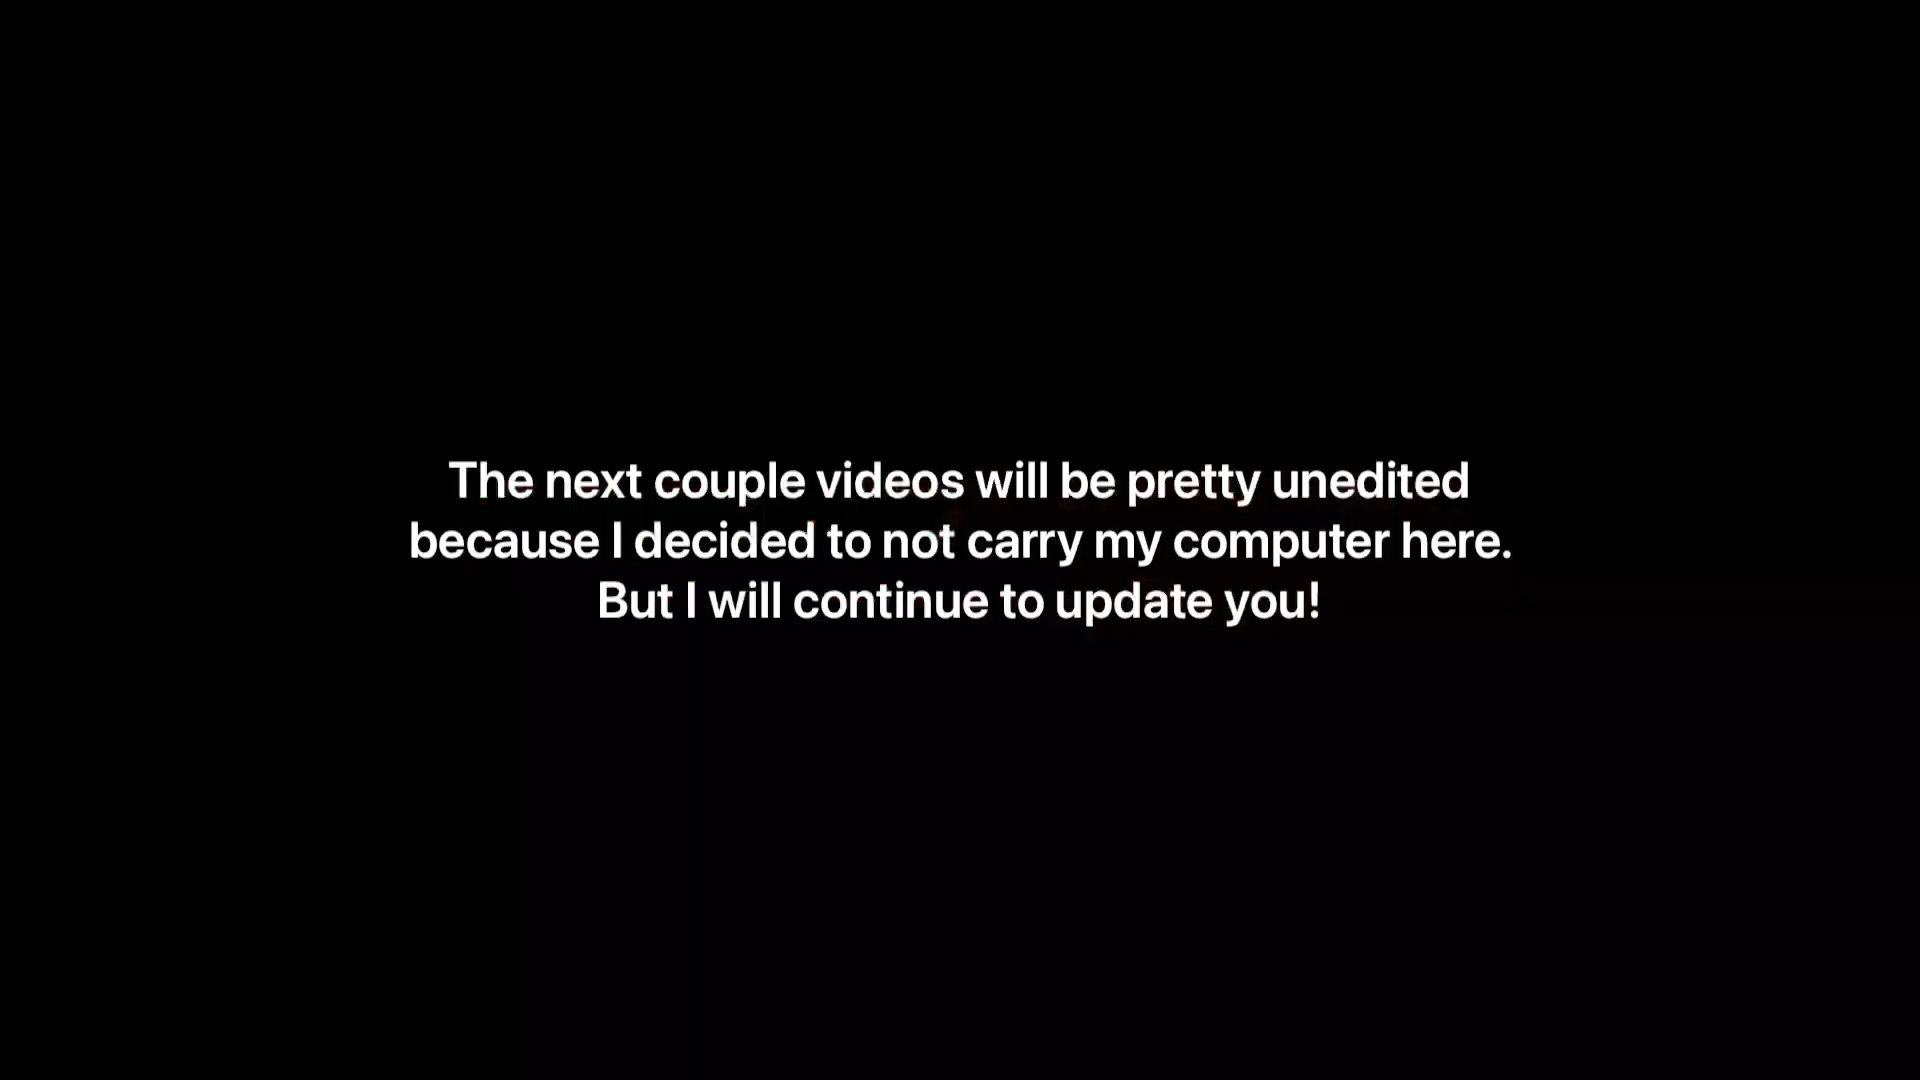 The next couple videos will be pretty unedited
because I decided to not carry my computer here.
But I will continue to update you!